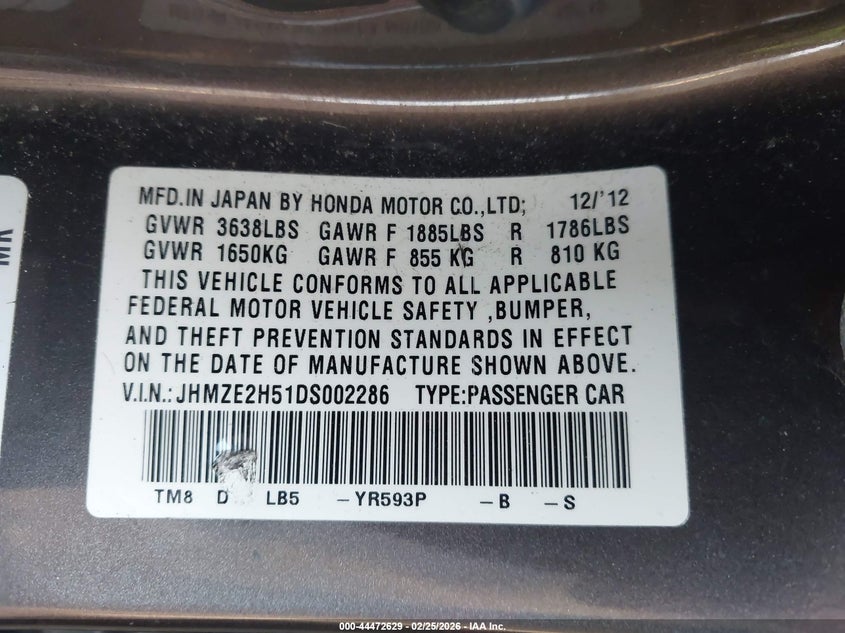 MFD.IN JAPAN BY HONDA MOTOR CO.,LTD; 12/'12
GVWR 3638LBS GAWR F 1885LBS R 1786LBS
GVWR 1650KG GAWR F 855 KG R 810 KG
THIS VEHICLE CONFORMS TO ALL APPLICABLE
FEDERAL MOTOR VEHICLE SAFETY ,BUMPER,
AND THEFT PREVENTION STANDARDS IN EFFECT
ON THE DATE OF MANUFACTURE SHOWN ABOVE.
V.I.N.:JHMZE2H51DS002286 TYPE:PASSENGER CAR
TM8 D LB5 -YR593P -B -S
MR
000-44472629 - 02/25/2026 - IAA Inc.